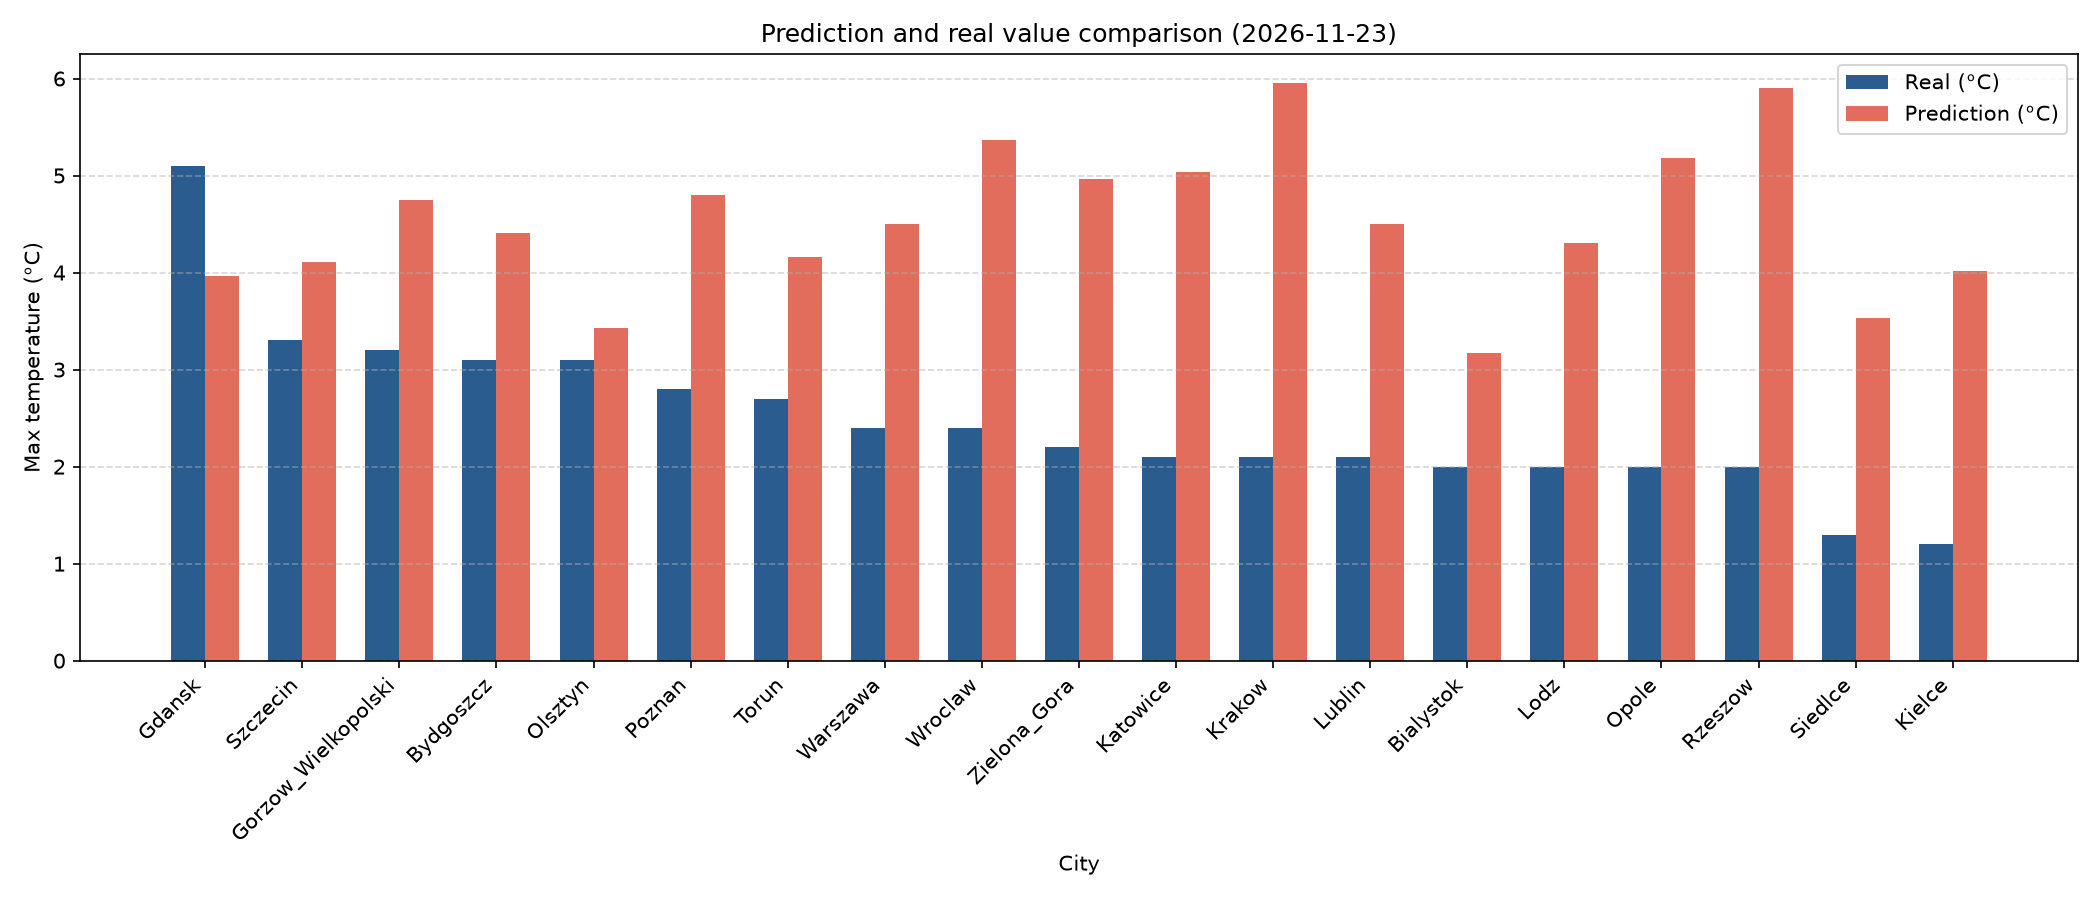 Prediction and real value comparison (2026-11-23)
Real (°C)
Prediction (°C)
Max temperature (°C)
6
5
4
3
2
1
0
Gdansk
Szczecin
Gorzow_Wielkopolski
Bydgoszcz
Olsztyn
Poznan
Torun
Warszawa
Wroclaw
Zielona_Gora
Katowice
Krakow
Lublin
Bialystok
Lodz
Opole
Rzeszow
Siedlce
Kielce
City